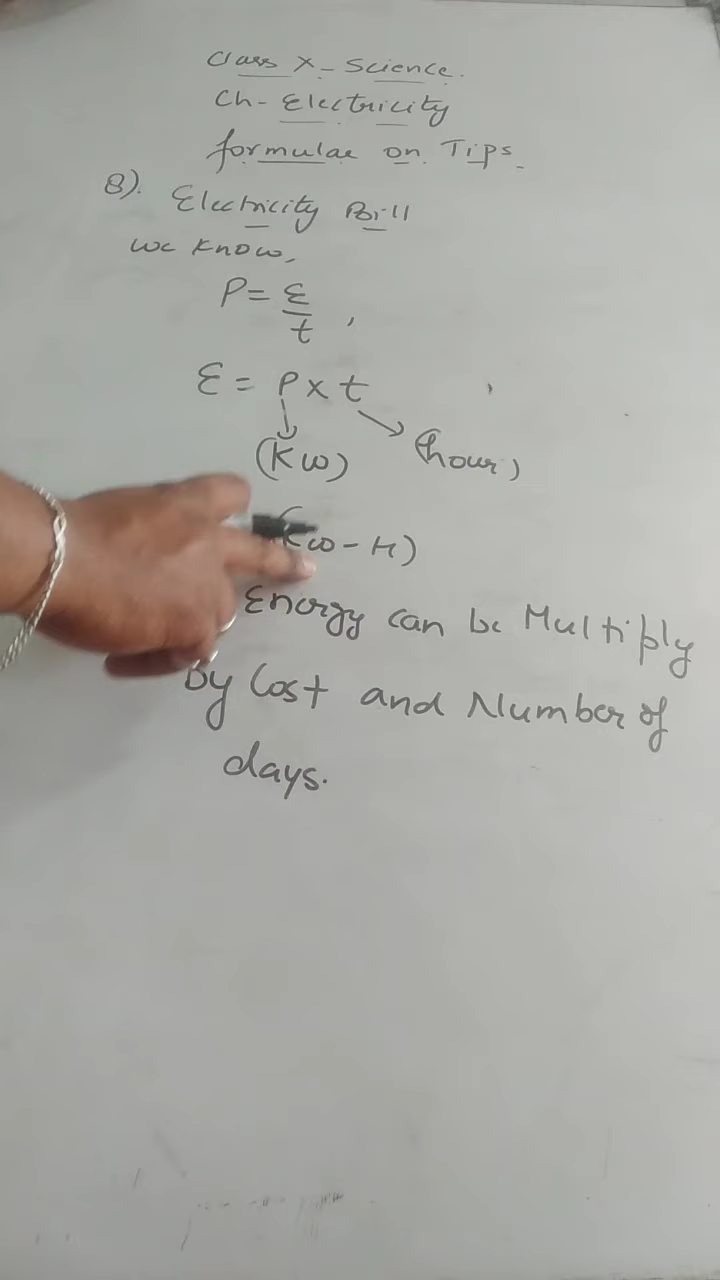 Class X - Science.
Ch - Electricity
formulae on Tips
8). Electricity Bill
We Know,
P = E
t ,
E = P x t
(Kw) (hour)
(Kw-H)
Energy can be Multiply
by Cost and Number of
days.